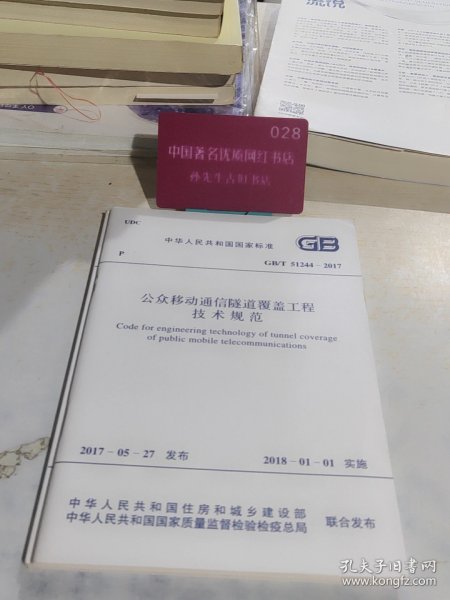 流沉
028
中国著名优质网红书店
孙先生古旧书店
UDC
中华人民共和国国家标准
GB
P
GB/T 51244-2017
公众移动通信隧道覆盖工程
技术规范
Code for engineering technology of tunnel coverage
of public mobile telecommunications
2017-05-27 发布
2018-01-01 实施
中华人民共和国住房和城乡建设部
中华人民共和国国家质量监督检验检疫总局
联合发布
孔夫子旧书网
www.kongfz.com